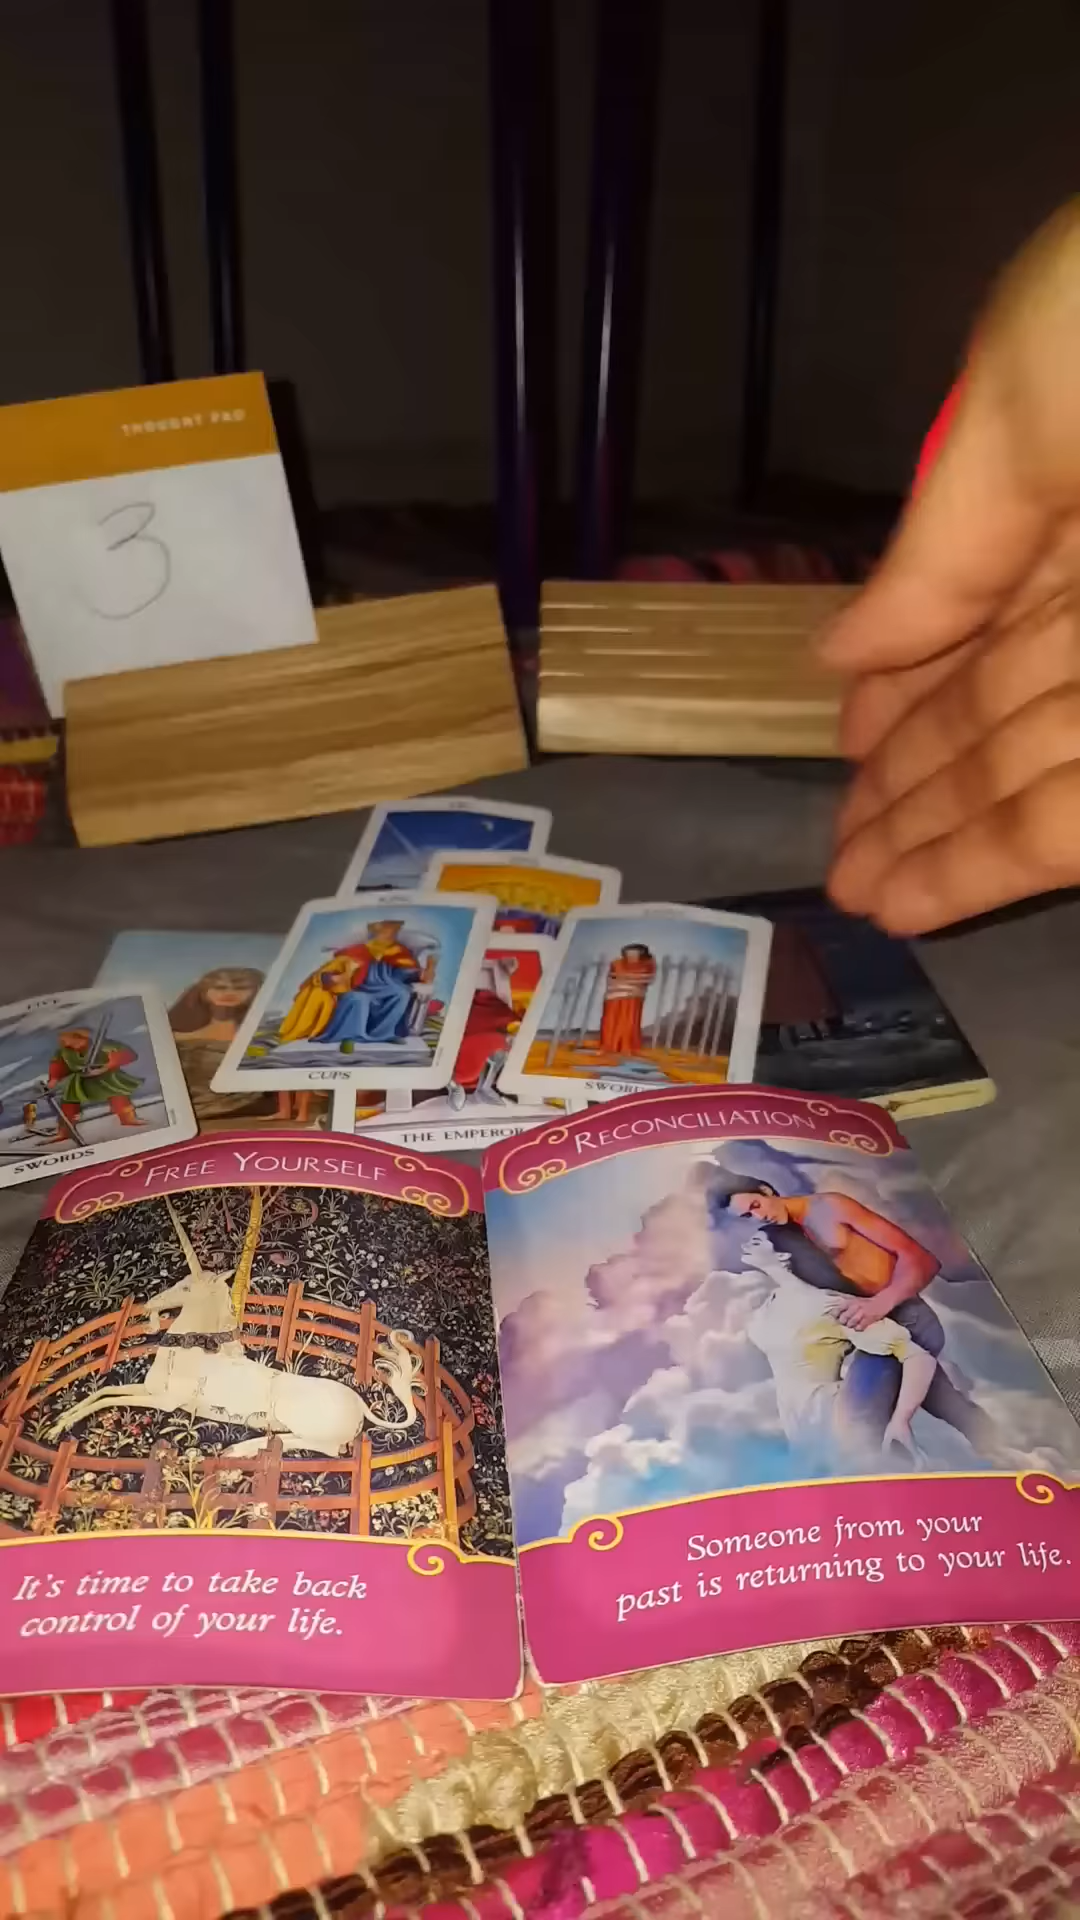 THOUGHT PAD
3
KING
FIVE
CUPS
SWORDS
THE EMPEROR
SWORDS
FREE YOURSELF
RECONCILIATION
It's time to take back
control of your life.
Someone from your
past is returning to your life.